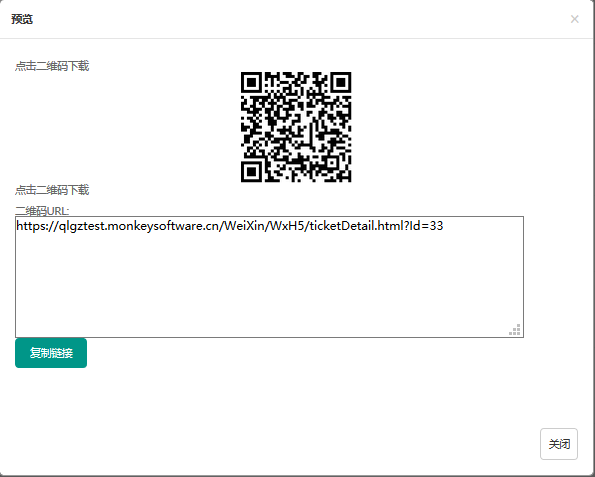 预览
点击二维码下载
点击二维码下载
二维码URL:
https://qlgztest.monkeysoftware.cn/WeiXin/WxH5/ticketDetail.html?Id=33
复制链接
关闭